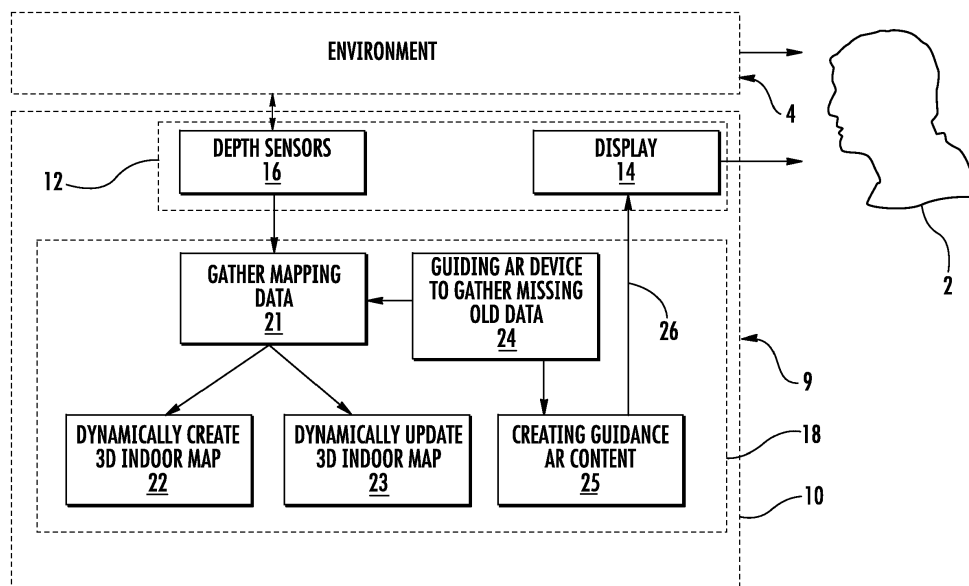 ENVIRONMENT
4
DEPTH SENSORS
16
DISPLAY
14
12
2
GATHER MAPPING
DATA
21
GUIDING AR DEVICE
TO GATHER MISSING
OLD DATA
24
26
9
DYNAMICALLY CREATE
3D INDOOR MAP
22
DYNAMICALLY UPDATE
3D INDOOR MAP
23
CREATING GUIDANCE
AR CONTENT
25
18
10